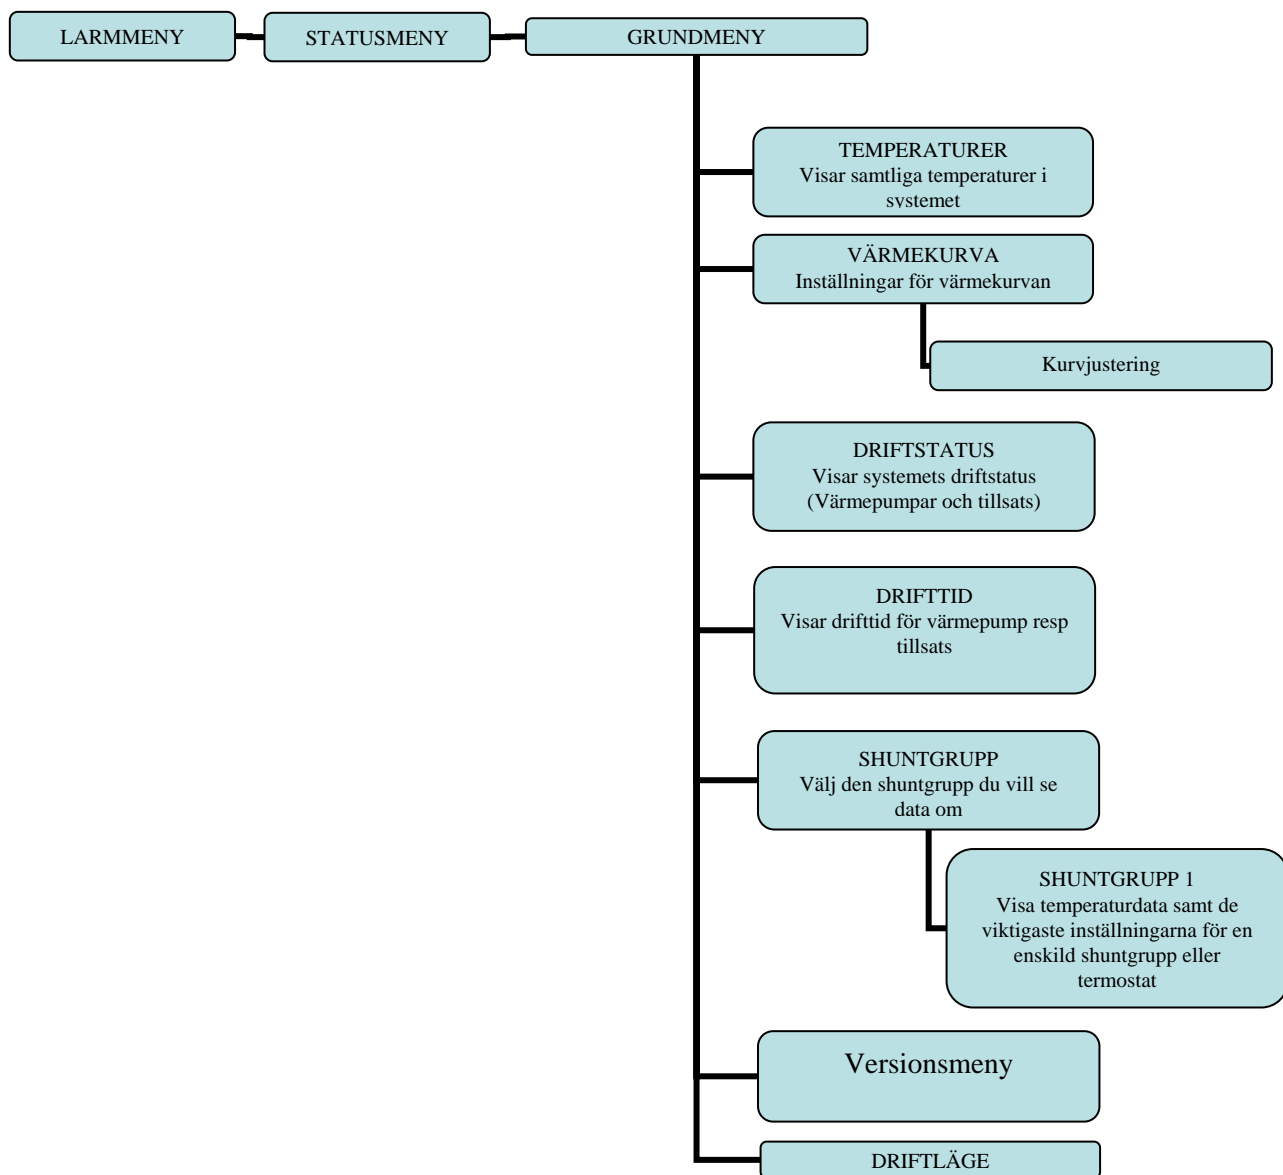 LARMMENY
STATUSMENY
GRUNDMENY
TEMPERATURER
Visar samtliga temperaturer i
systemet
VÄRMEKURVA
Inställningar för värmekurvan
Kurvjustering
DRIFTSTATUS
Visar systemets driftstatus
(Värmepumpar och tillsats)
DRIFTTID
Visar drifttid för värmepump resp
tillsats
SHUNTGRUPP
Välj den shuntgrupp du vill se
data om
SHUNTGRUPP 1
Visa temperaturdata samt de
viktigaste inställningarna för en
enskild shuntgrupp eller
termostat
Versionsmeny
DRIFTLÄGE